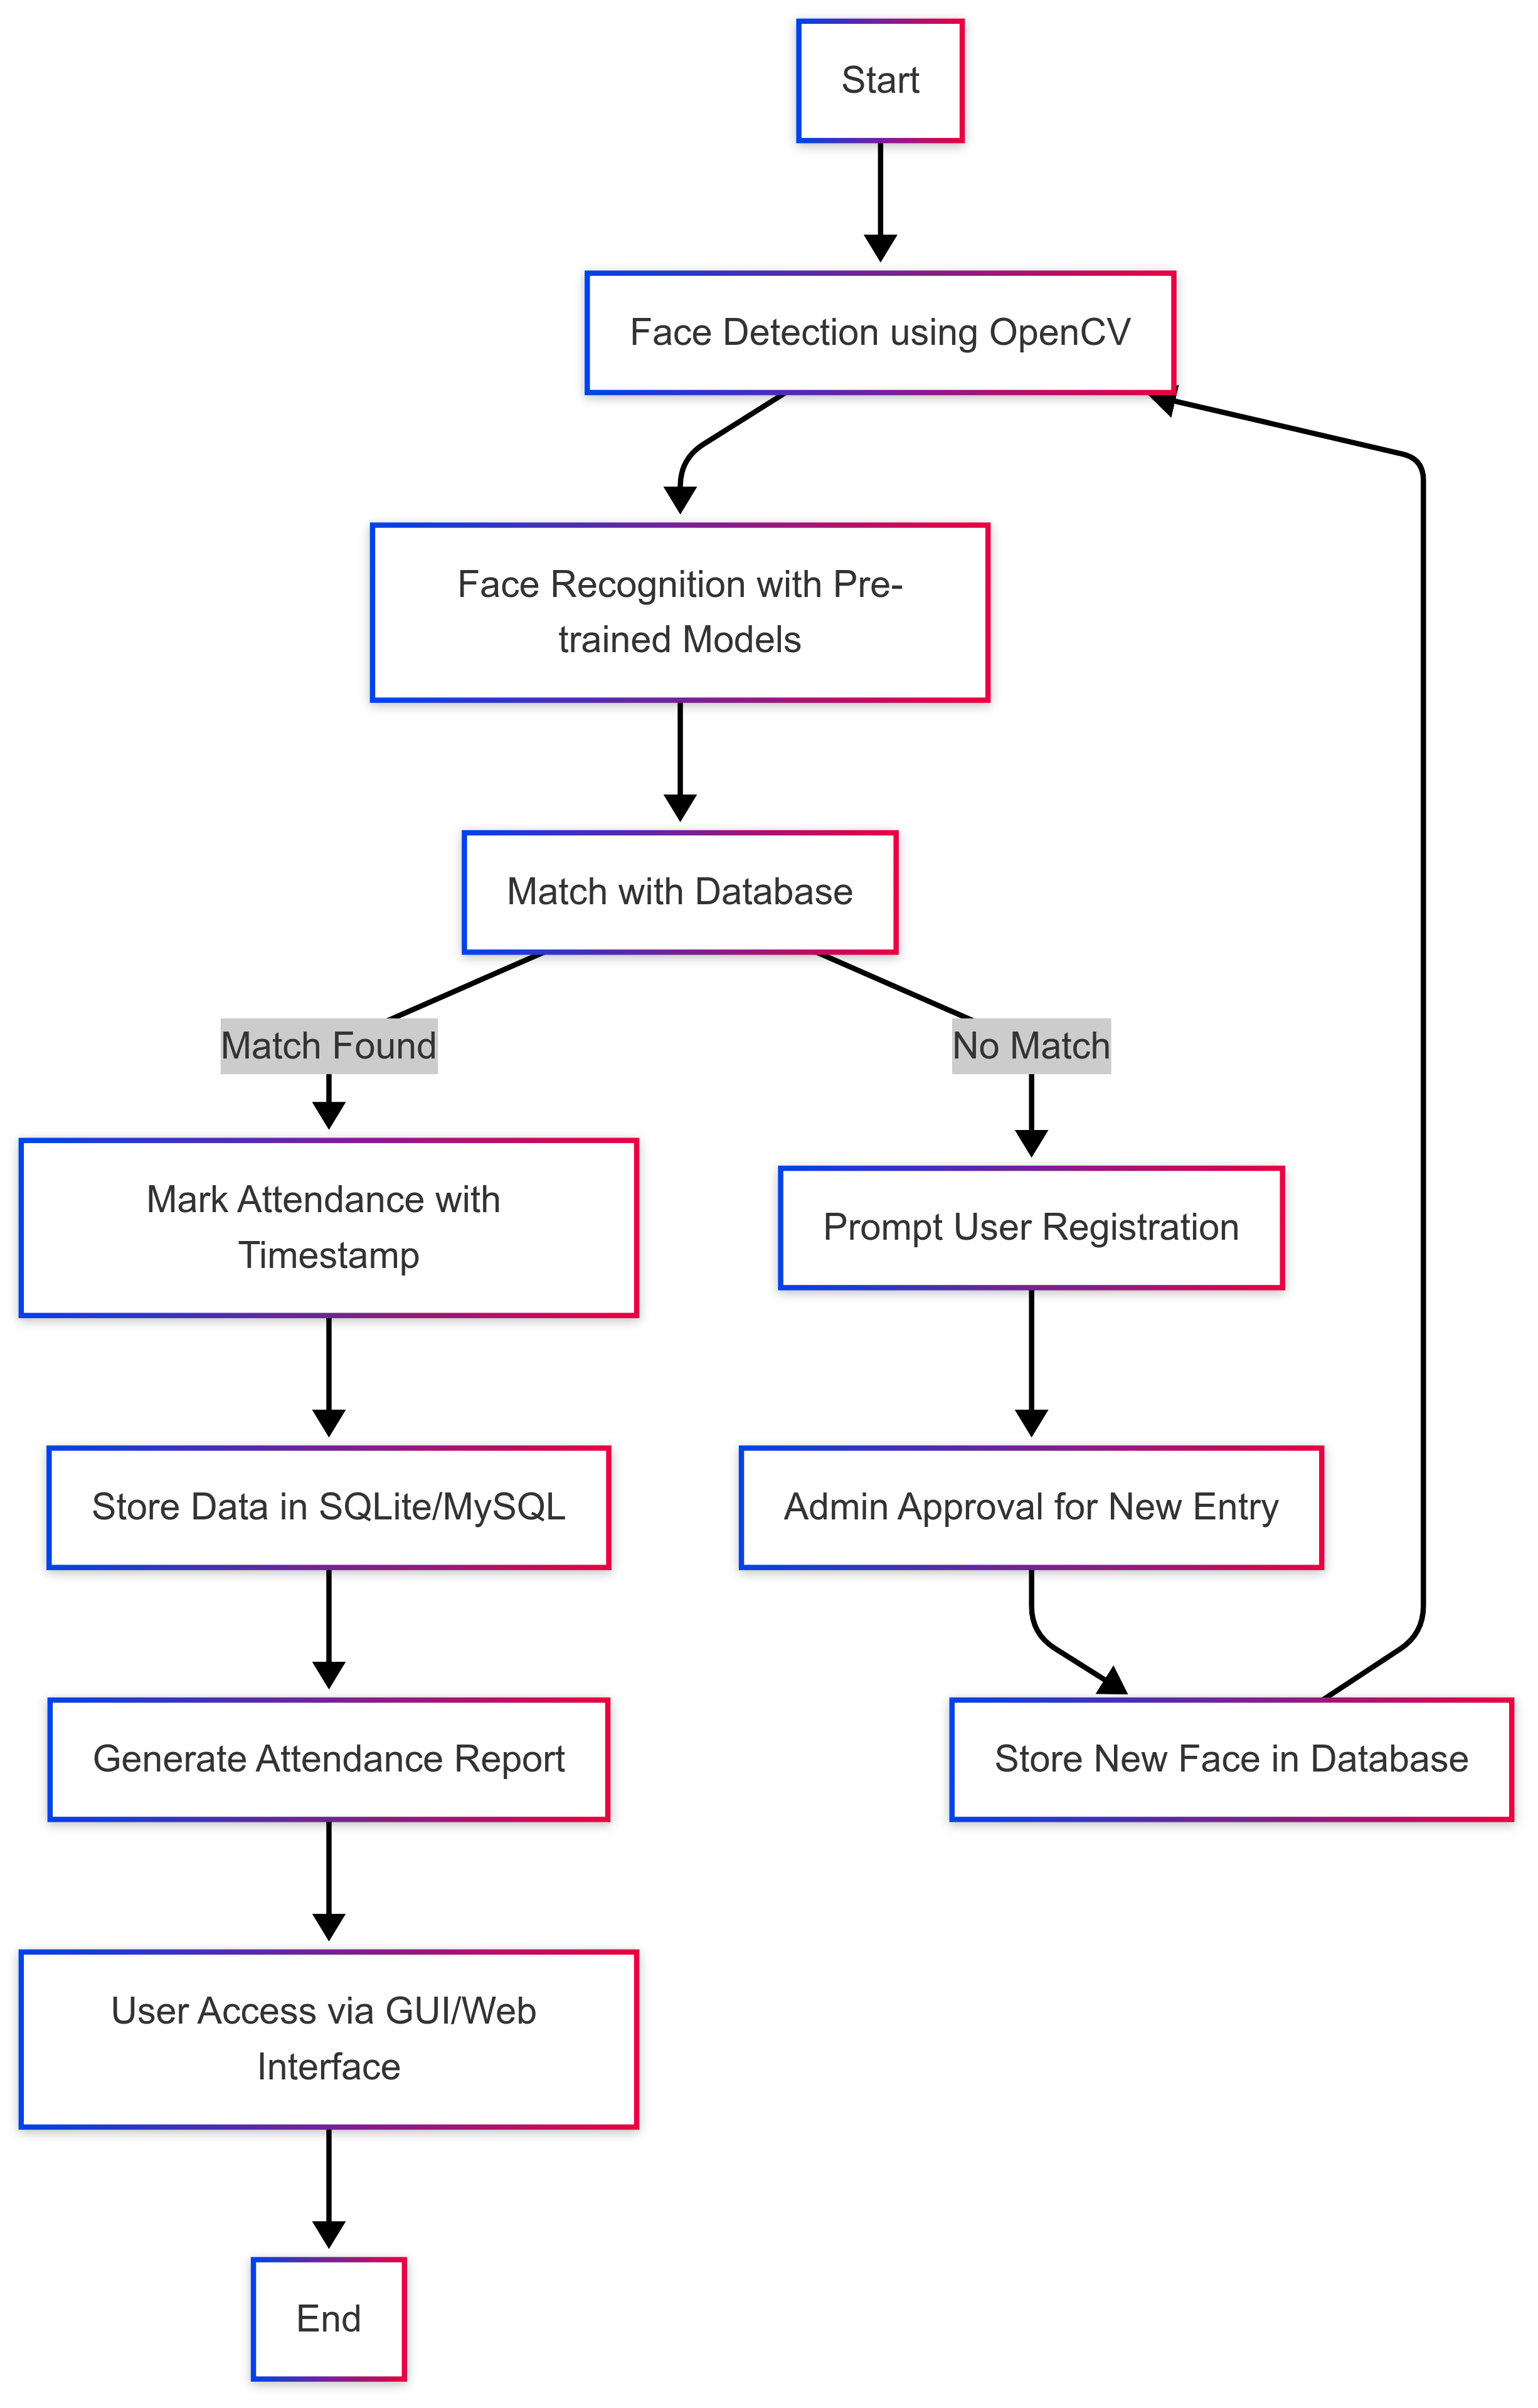 Start
Face Detection using OpenCV
Face Recognition with Pre-
trained Models
Match with Database
Match Found
No Match
Mark Attendance with
Timestamp
Prompt User Registration
Store Data in SQLite/MySQL
Admin Approval for New Entry
Generate Attendance Report
Store New Face in Database
User Access via GUI/Web
Interface
End